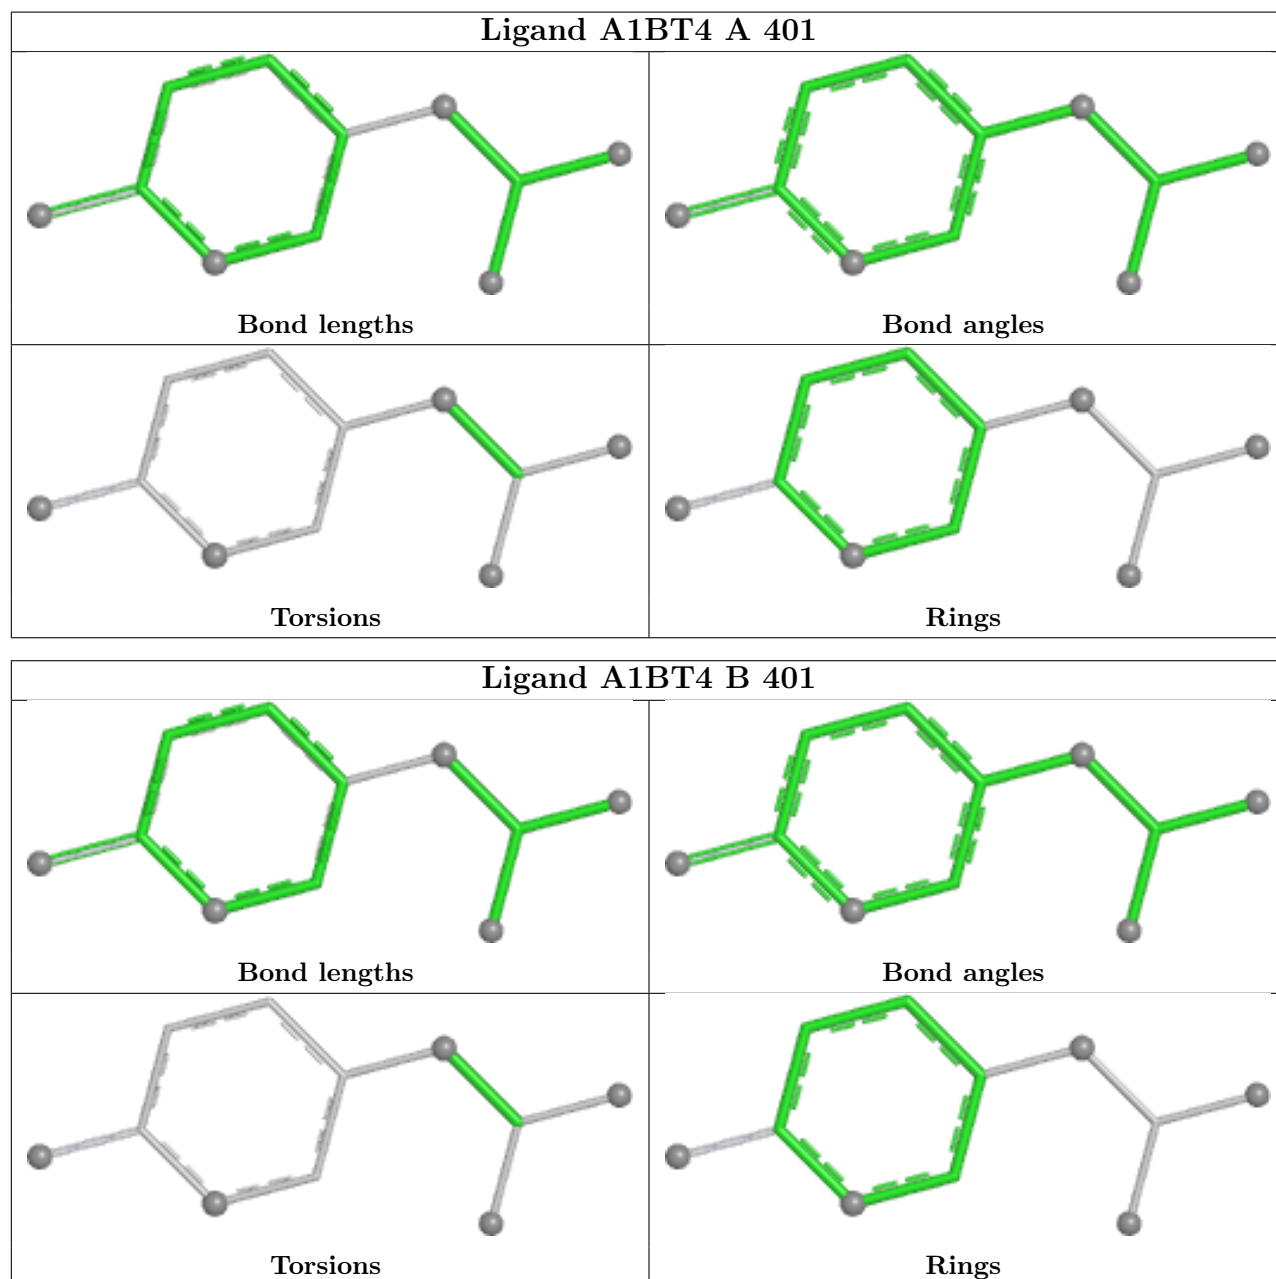 Ligand A1BT4 A 401
Bond lengths
Bond angles
Torsions
Rings
Ligand A1BT4 B 401
Bond lengths
Bond angles
Torsions
Rings